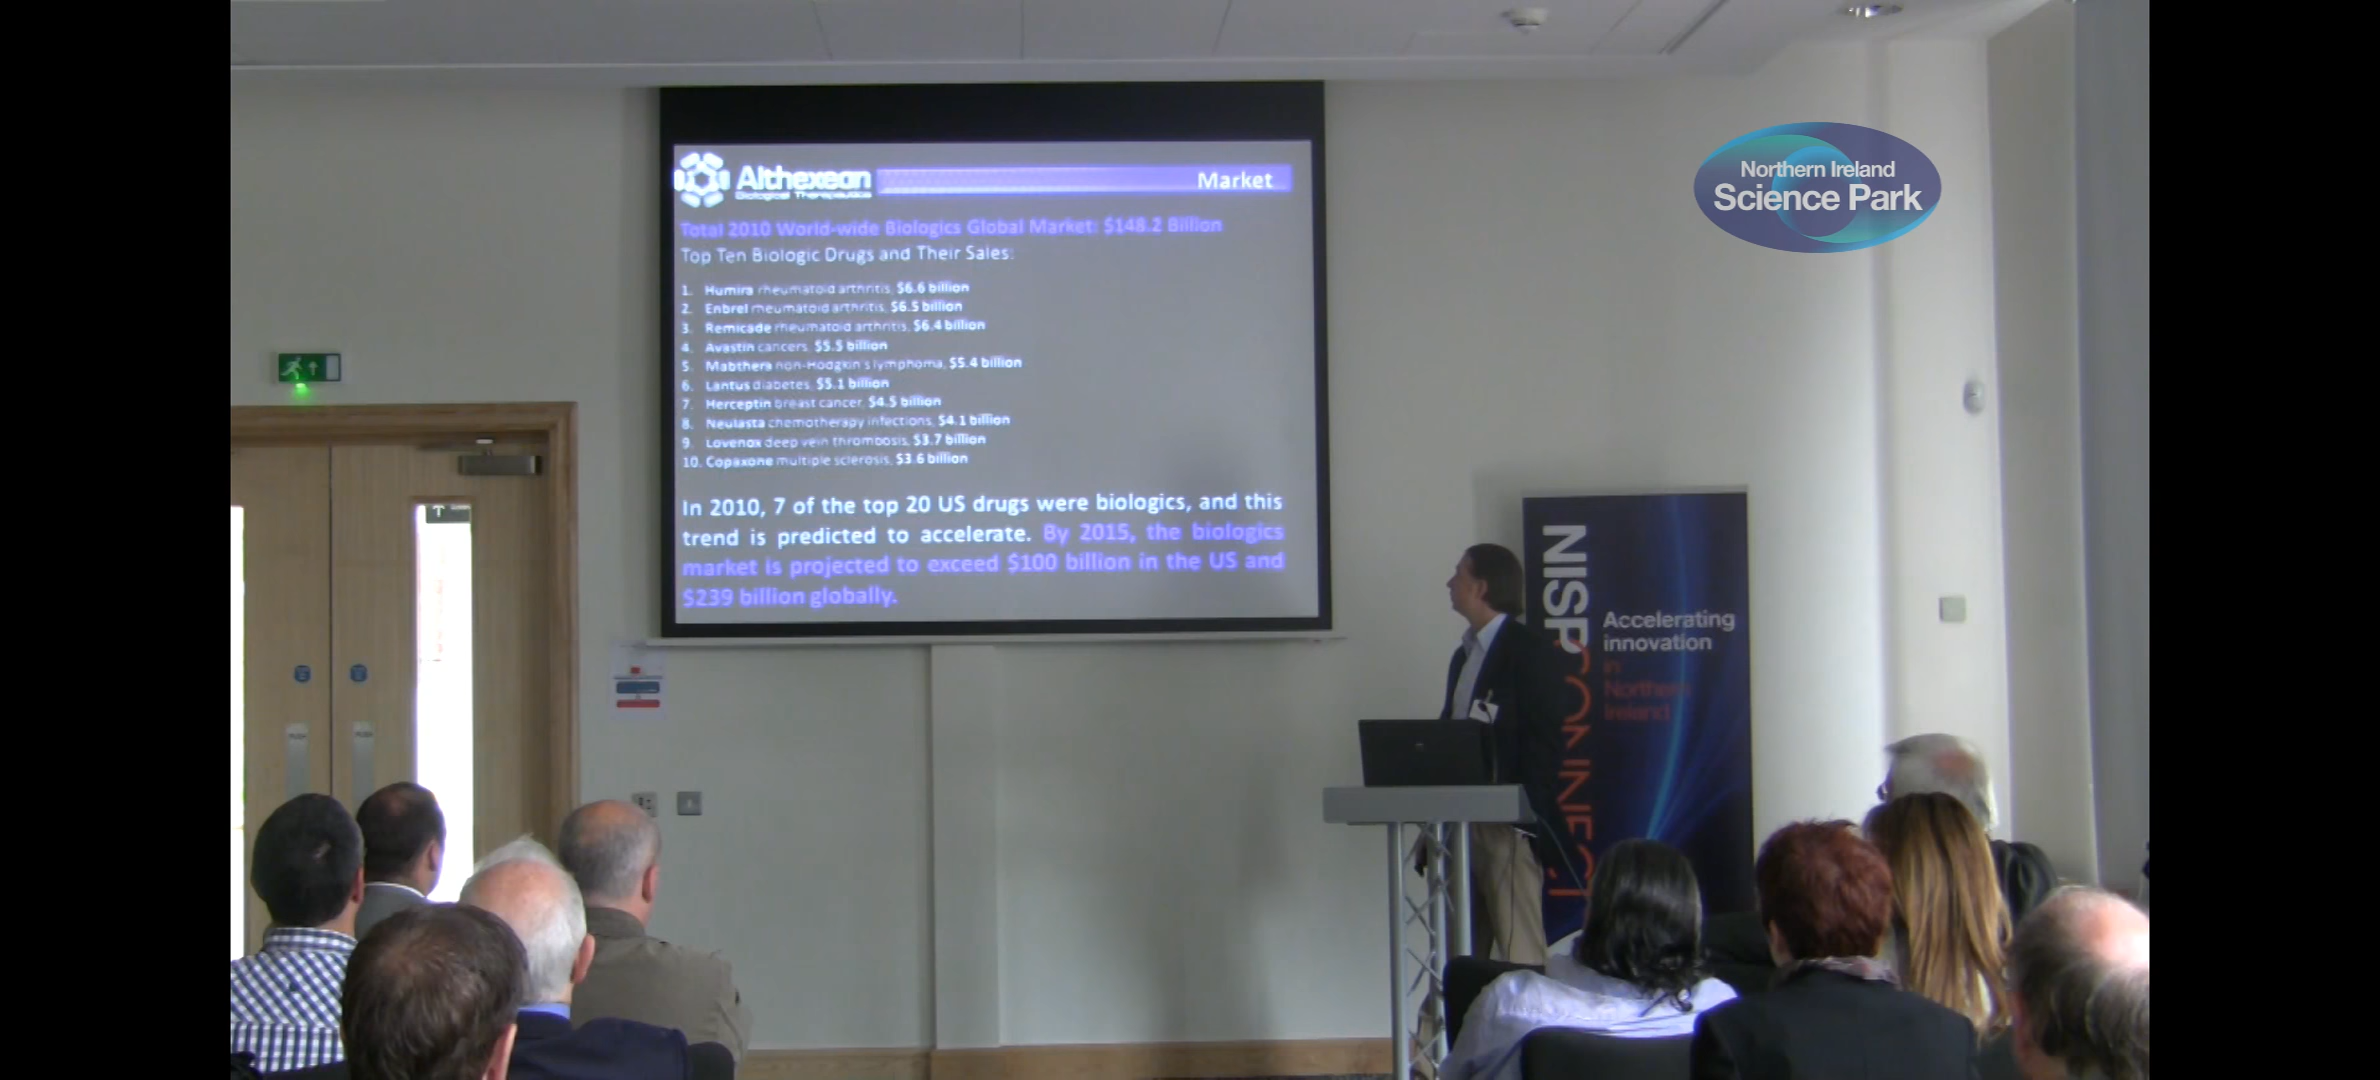 Althexean
Biological Therapeutics
Market
Total 2010 World-wide Biologics Global Market: $148.2 Billion
Top Ten Biologic Drugs and Their Sales:
1. Humira rheumatoid arthritis, $6.6 billion
2. Enbrel rheumatoid arthritis, $6.5 billion
3. Remicade rheumatoid arthritis, $6.4 billion
4. Avastin cancers, $5.5 billion
5. Mabthera non-Hodgkin's lymphoma, $5.4 billion
6. Lantus diabetes, $5.1 billion
7. Herceptin breast cancer, $4.5 billion
8. Neulasta chemotherapy infections, $4.1 billion
9. Lovenox deep vein thrombosis, $3.7 billion
10. Copaxone multiple sclerosis, $3.6 billion
In 2010, 7 of the top 20 US drugs were biologics, and this
trend is predicted to accelerate. By 2015, the biologics
market is projected to exceed $100 billion in the US and
$239 billion globally.
Northern Ireland
Science Park
NISP
CONNECT
Accelerating
innovation
in
Northern
Ireland